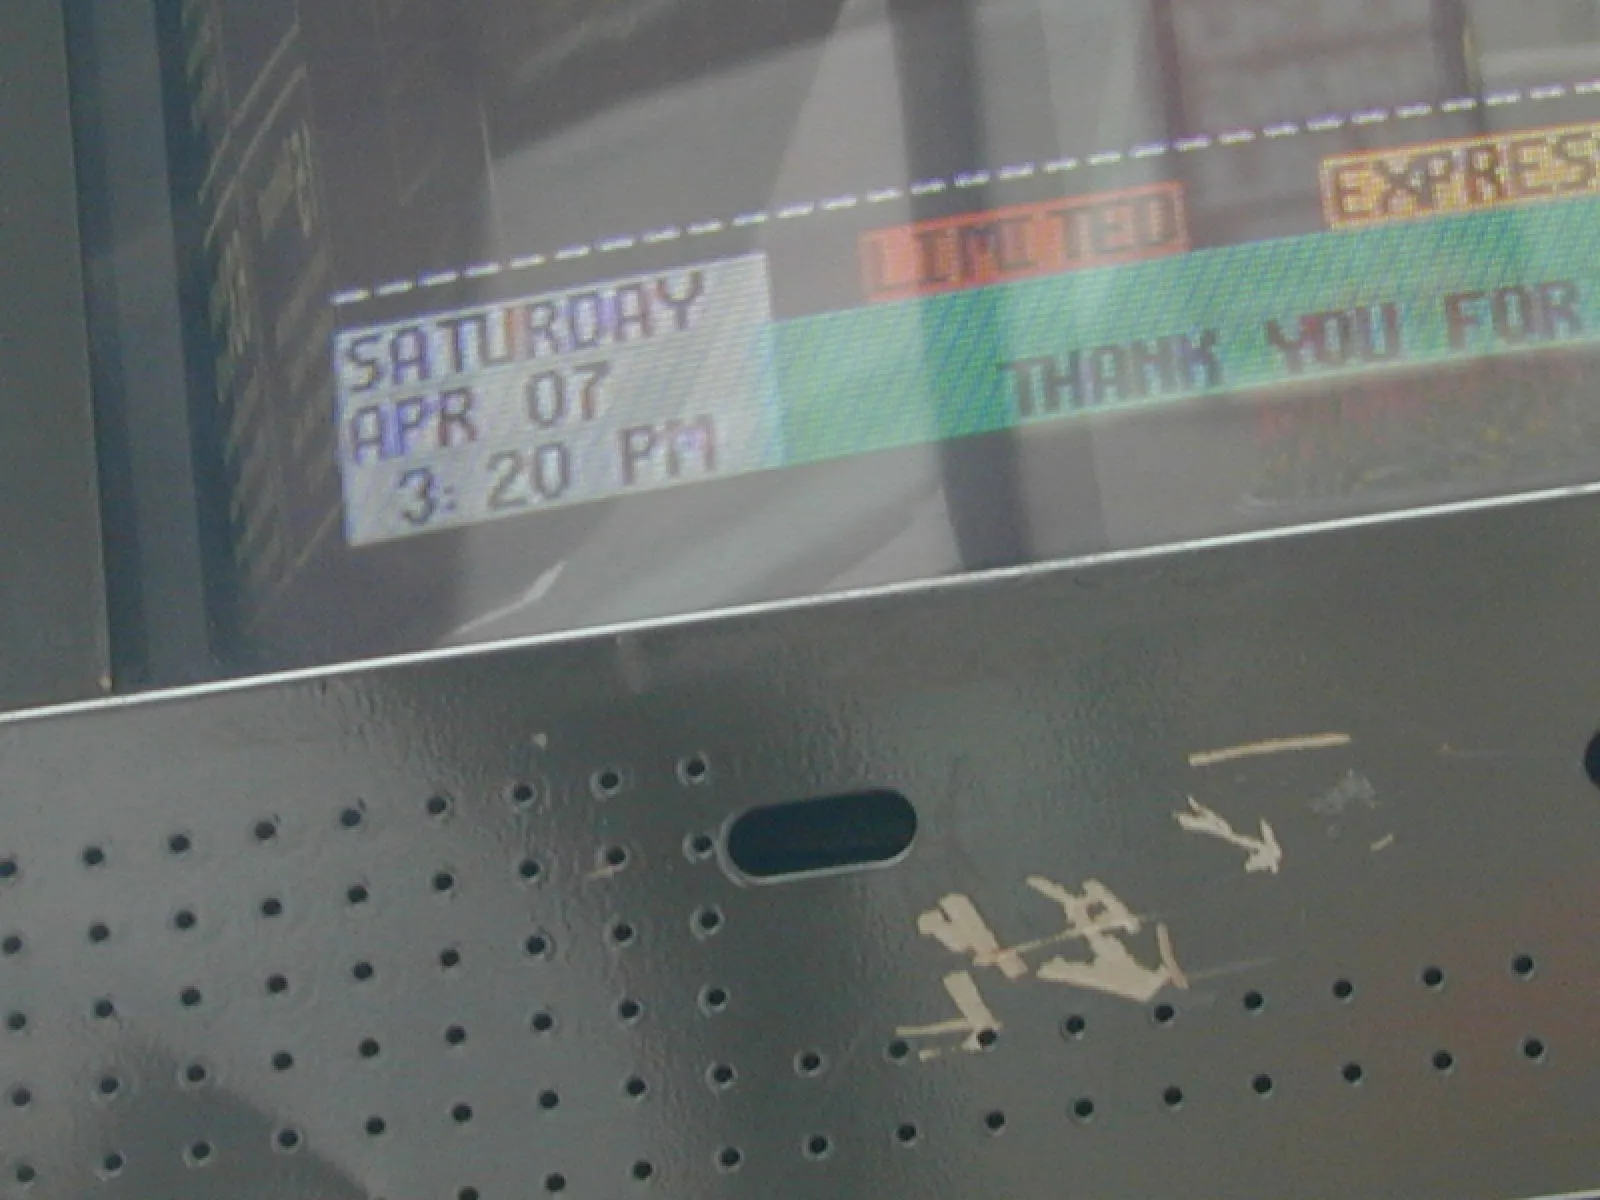 LIMITED EXPRES
SATURDAY
APR 07
3:20 PM
THANK YOU FOR